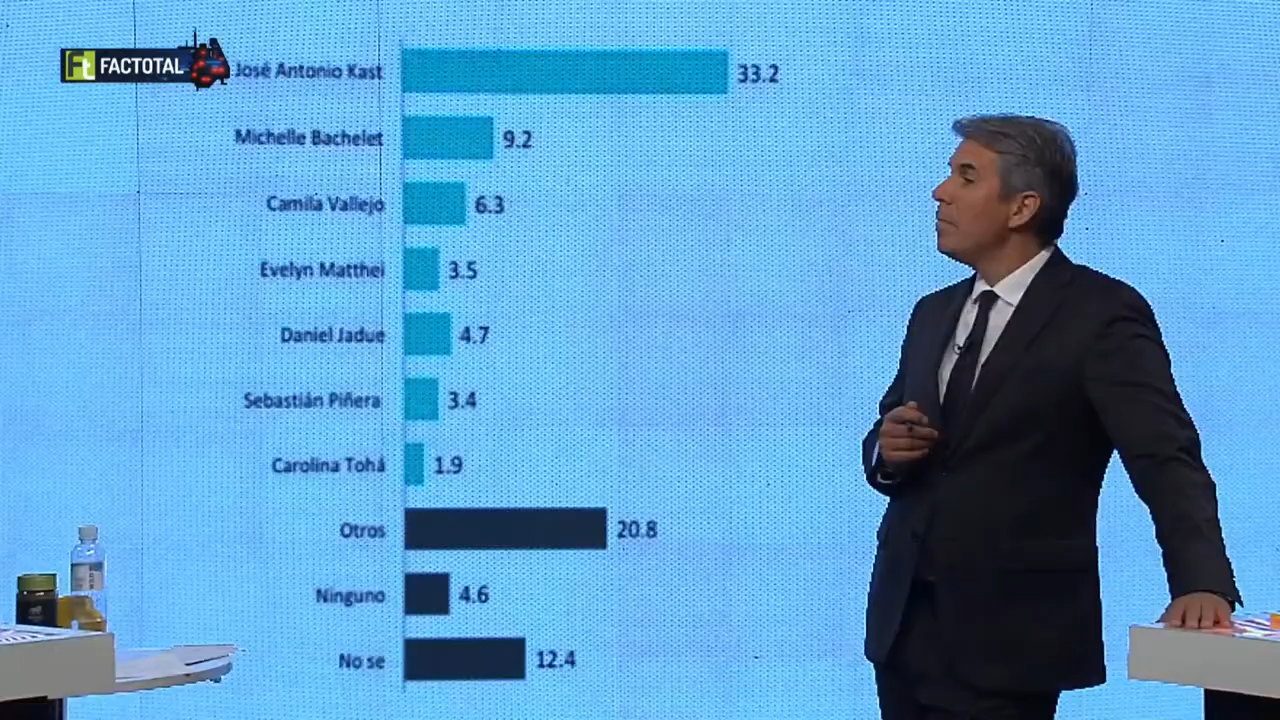 Ft FACTOTAL
José Antonio Kast 33.2
Michelle Bachelet 9.2
Camila Vallejo 6.3
Evelyn Matthei 3.5
Daniel Jadue 4.7
Sebastián Piñera 3.4
Carolina Tohá 1.9
Otros 20.8
Ninguno 4.6
No se 12.4